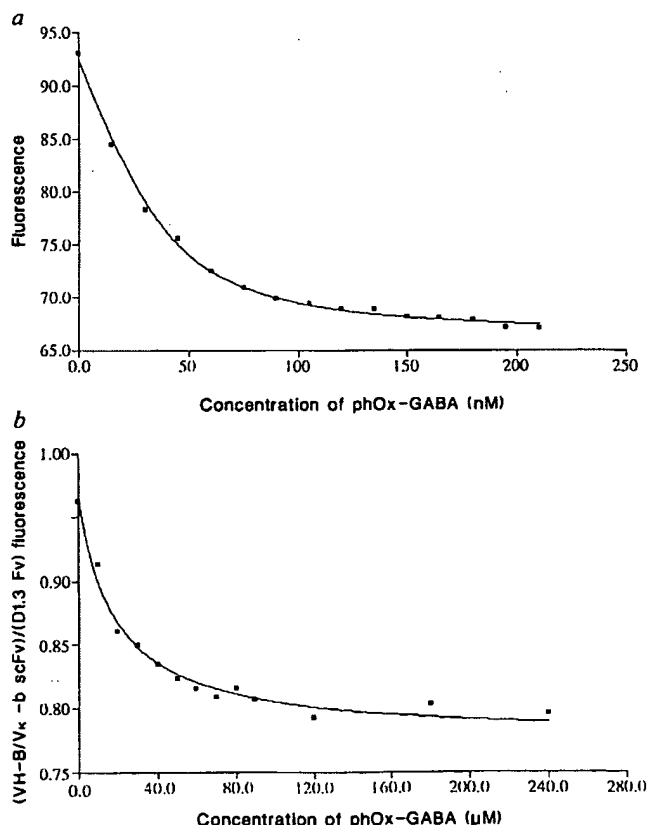 a
95.0
90.0
85.0
80.0
75.0
70.0
65.0
Fluorescence
0.0 50 100 150 200 250
Concentration of phOx-GABA (nM)
b
1.00
0.90
0.85
0.80
0.75
(VH-B/Vκ -b scFv)/(D1.3 Fv) fluorescence
0.0 40.0 80.0 120.0 160.0 200.0 240.0 280.0
Concentration of phOx-GABA (μM)